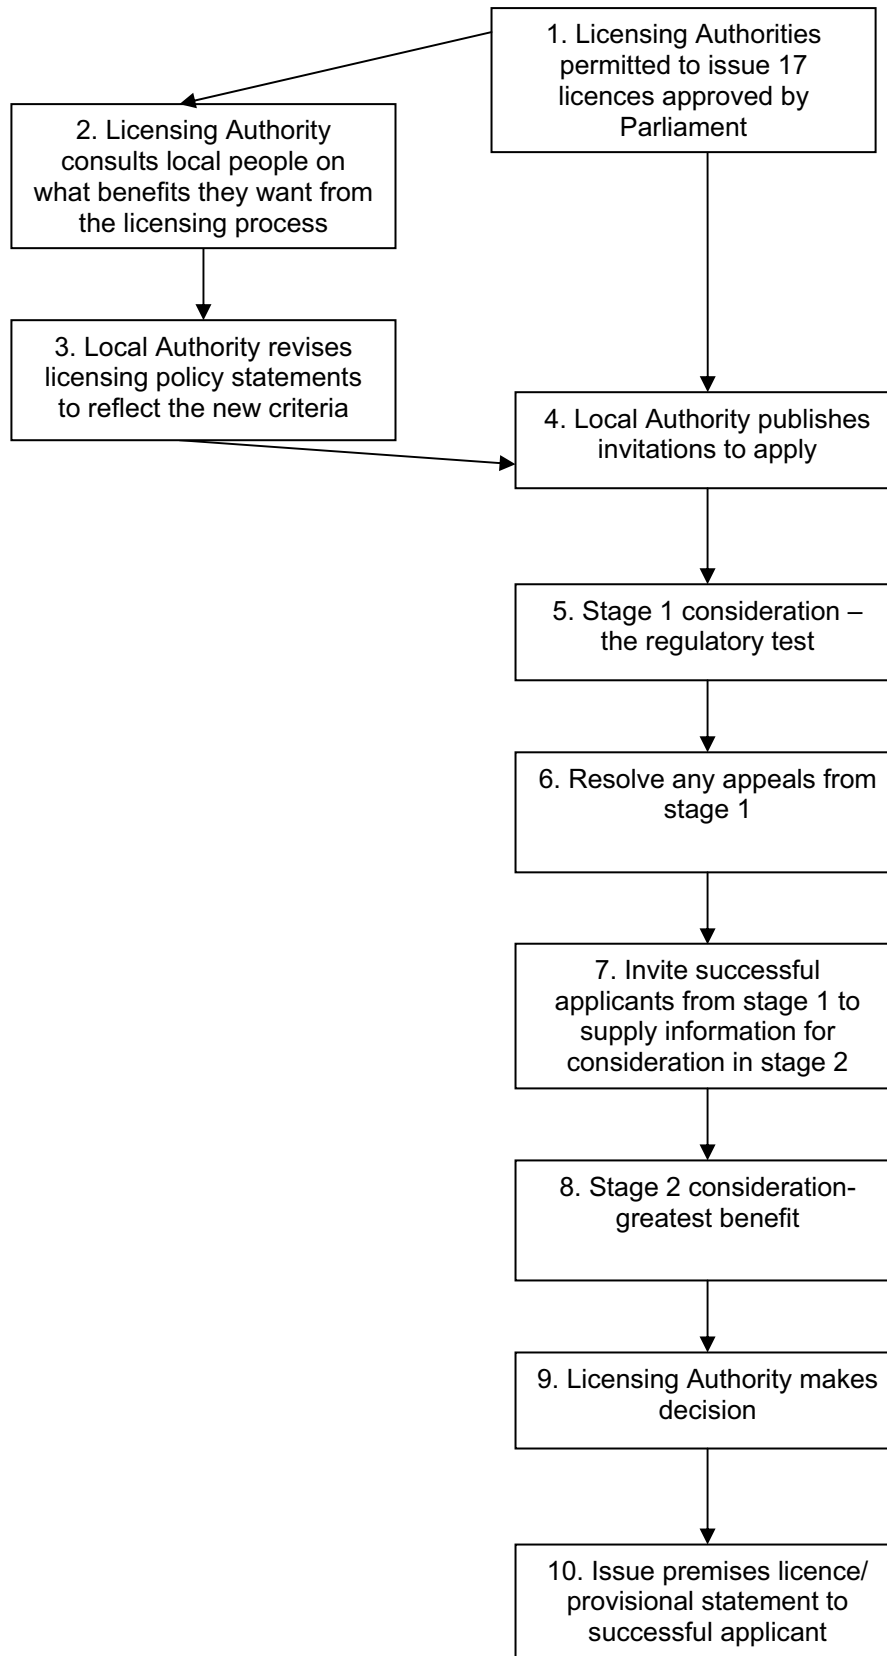 1. Licensing Authorities
permitted to issue 17
licences approved by
Parliament
2. Licensing Authority
consults local people on
what benefits they want from
the licensing process
3. Local Authority revises
licensing policy statements
to reflect the new criteria
4. Local Authority publishes
invitations to apply
5. Stage 1 consideration –
the regulatory test
6. Resolve any appeals from
stage 1
7. Invite successful
applicants from stage 1 to
supply information for
consideration in stage 2
8. Stage 2 consideration-
greatest benefit
9. Licensing Authority makes
decision
10. Issue premises licence/
provisional statement to
successful applicant